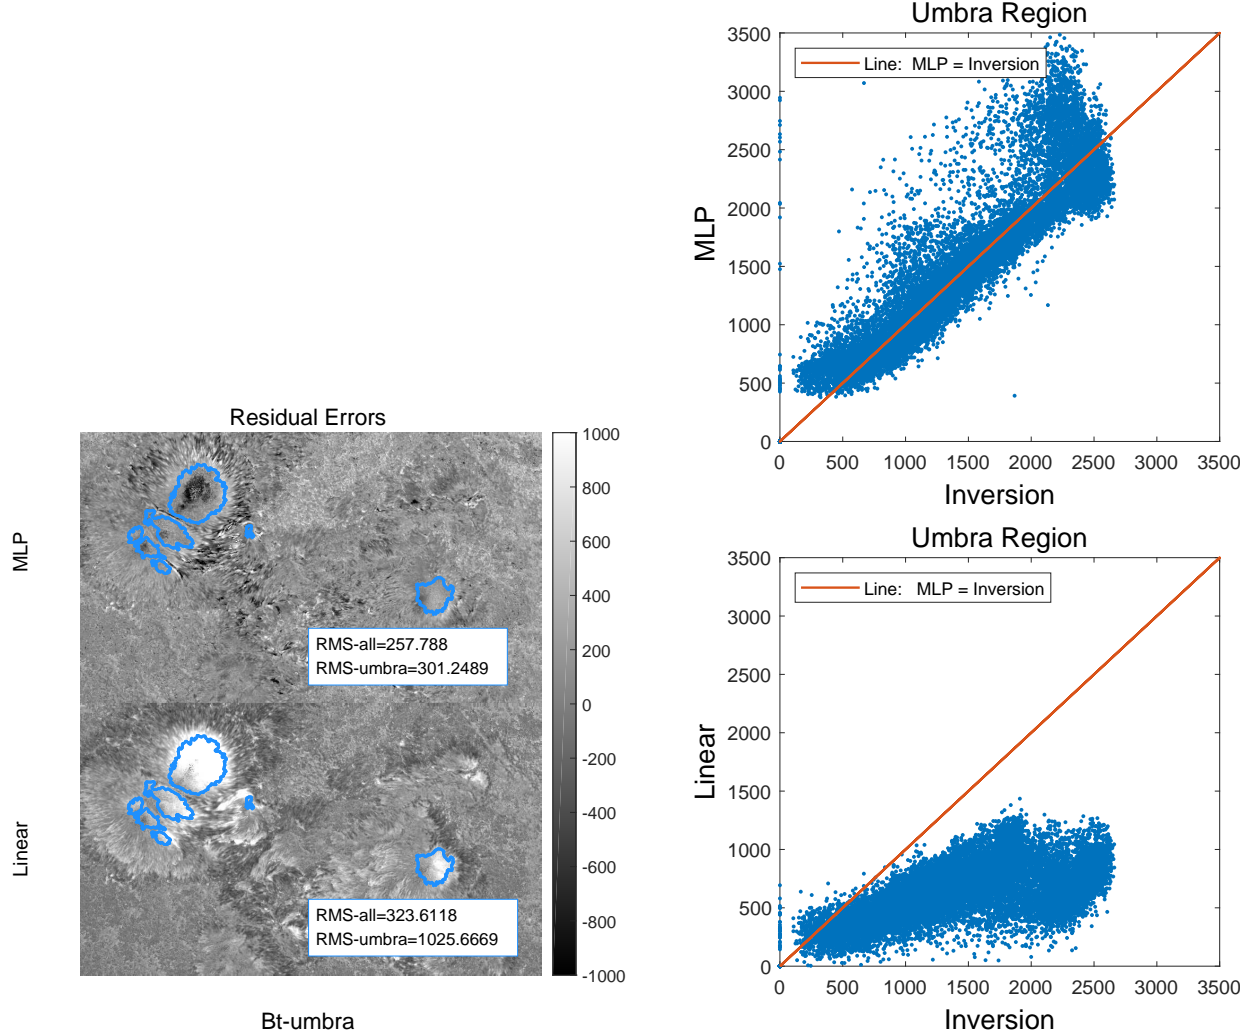 Umbra Region
3500
3000
2500
2000
1500
1000
500
0
Line: MLP = Inversion
MLP
0 500 1000 1500 2000 2500 3000 3500
Inversion
Residual Errors
MLP
RMS-all=257.788
RMS-umbra=301.2489
Linear
RMS-all=323.6118
RMS-umbra=1025.6669
1000
800
600
400
200
0
-200
-400
-600
-800
-1000
Bt-umbra
Umbra Region
3500
3000
2500
2000
1500
1000
500
0
Line: MLP = Inversion
Linear
0 500 1000 1500 2000 2500 3000 3500
Inversion